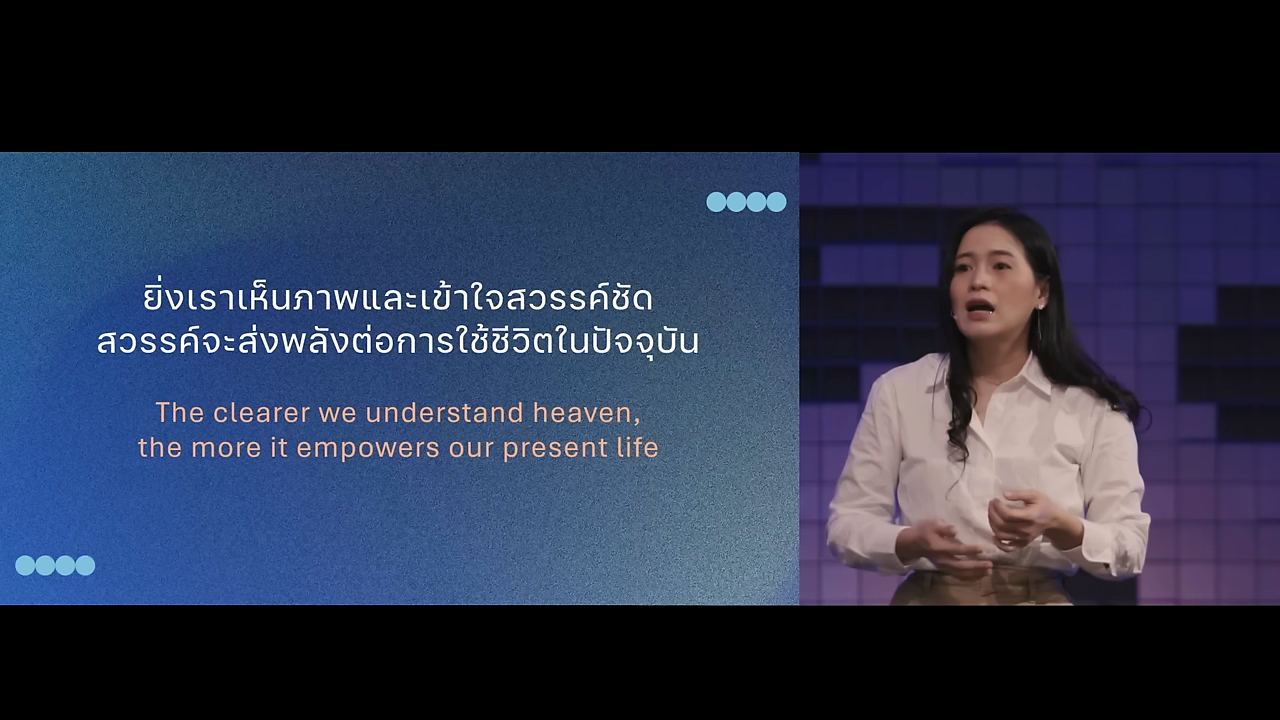 ยิ่งเราเห็นภาพและเข้าใจสวรรค์ชัด
สวรรค์จะส่งพลังต่อการใช้ชีวิตในปัจจุบัน
The clearer we understand heaven,
the more it empowers our present life